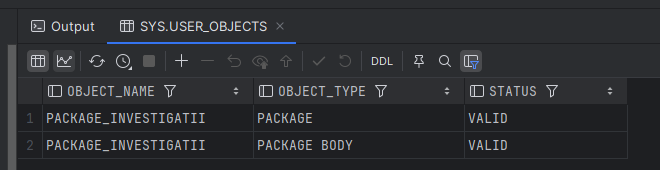 Output SYS.USER_OBJECTS
DDL
OBJECT_NAME OBJECT_TYPE STATUS
1 PACKAGE_INVESTIGATII PACKAGE VALID
2 PACKAGE_INVESTIGATII PACKAGE BODY VALID